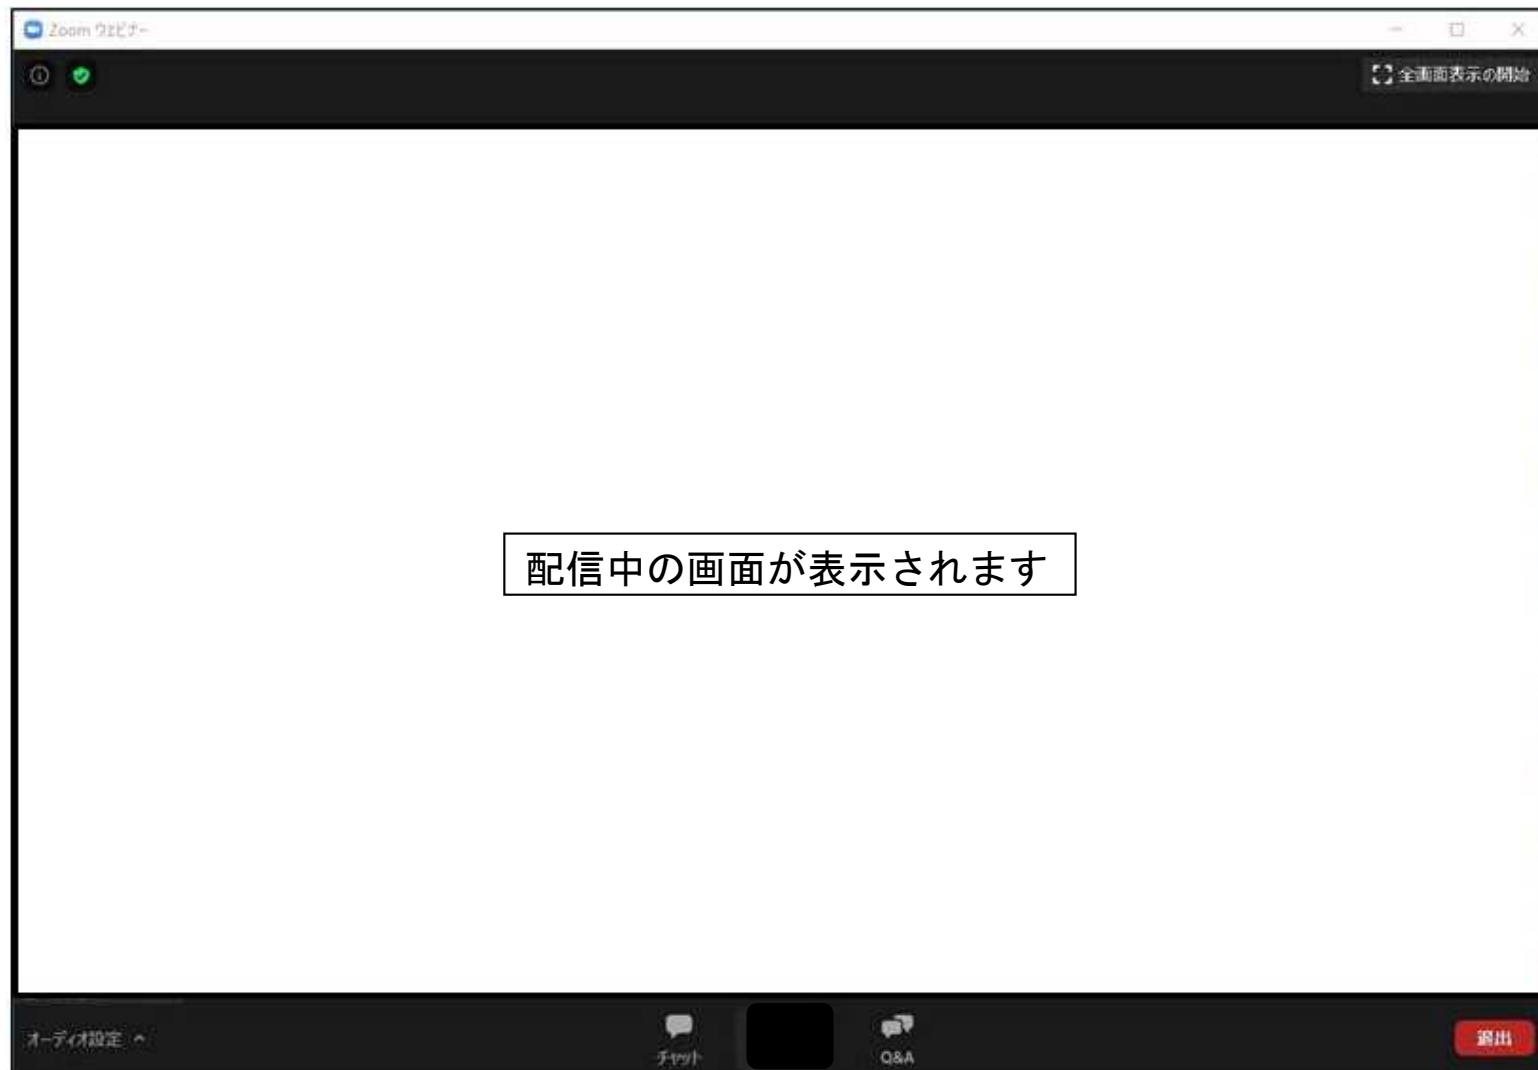 Zoom ウェビナー
全画面表示の開始
配信中の画面が表示されます
オーディオ設定
チャット
Q&A
退出